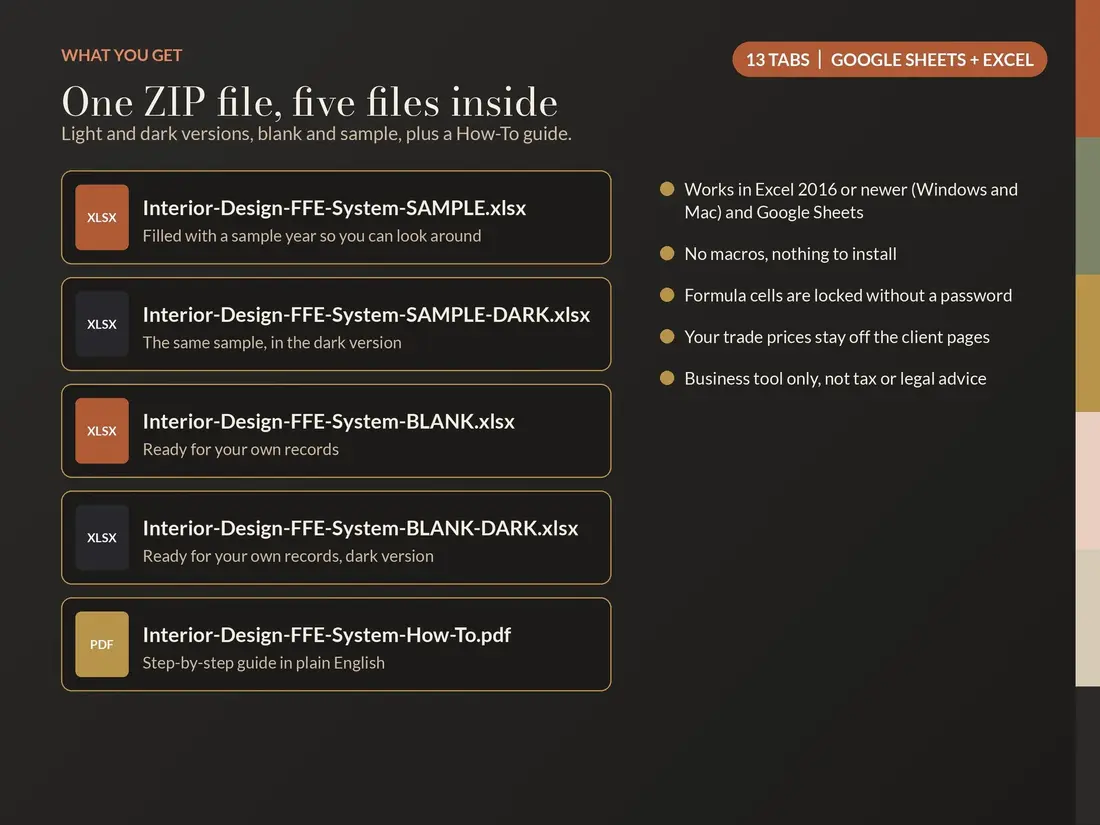 WHAT YOU GET
13 TABS | GOOGLE SHEETS + EXCEL
One ZIP file, five files inside
Light and dark versions, blank and sample, plus a How-To guide.
XLSX
Interior-Design-FFE-System-SAMPLE.xlsx
Filled with a sample year so you can look around
XLSX
Interior-Design-FFE-System-SAMPLE-DARK.xlsx
The same sample, in the dark version
XLSX
Interior-Design-FFE-System-BLANK.xlsx
Ready for your own records
XLSX
Interior-Design-FFE-System-BLANK-DARK.xlsx
Ready for your own records, dark version
PDF
Interior-Design-FFE-System-How-To.pdf
Step-by-step guide in plain English
Works in Excel 2016 or newer (Windows and
Mac) and Google Sheets
No macros, nothing to install
Formula cells are locked without a password
Your trade prices stay off the client pages
Business tool only, not tax or legal advice